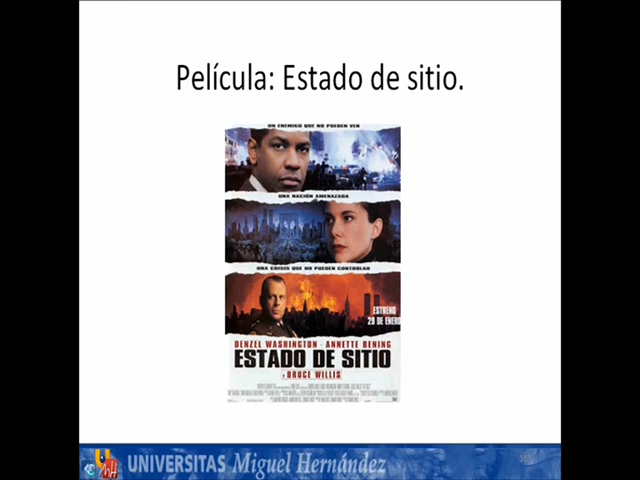 Película: Estado de sitio.
UN ENEMIGO QUE NO PUEDEN VER
UNA NACIÓN AMENAZADA
UNA CRISIS QUE NO PUEDEN CONTROLAR
ESTRENO
29 DE ENERO
DENZEL WASHINGTON · ANNETTE BENING
ESTADO DE SITIO
Y BRUCE WILLIS
UNIVERSITAS Miguel Hernández